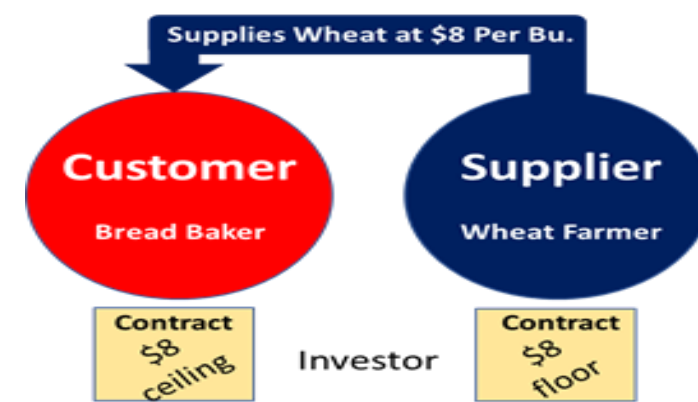 Supplies Wheat at $8 Per Bu.
Customer
Bread Baker
Supplier
Wheat Farmer
Contract
$8
ceiling
Investor
Contract
$8
floor